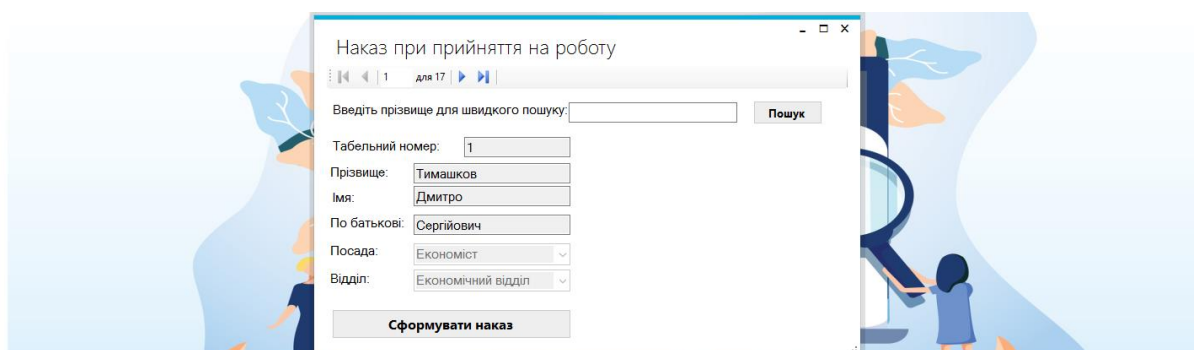 Наказ при прийняття на роботу
1 для 17
Введіть прізвище для швидкого пошуку: Пошук
Табельний номер: 1
Прізвище: Тимашков
Імя: Дмитро
По батькові: Сергійович
Посада: Економіст
Відділ: Економічний відділ
Сформувати наказ